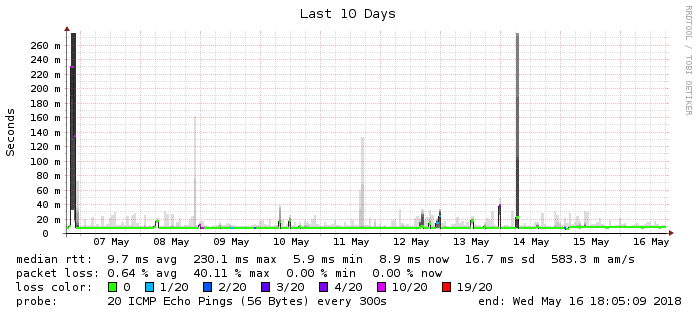 Last 10 Days
RRDTOOL / TOBI OETIKER
Seconds
260 m
240 m
220 m
200 m
180 m
160 m
140 m
120 m
100 m
80 m
60 m
40 m
20 m
0
07 May 08 May 09 May 10 May 11 May 12 May 13 May 14 May 15 May 16 May
median rtt: 9.7 ms avg 230.1 ms max 5.9 ms min 8.9 ms now 16.7 ms sd 583.3 m am/s
packet loss: 0.64 % avg 40.11 % max 0.00 % min 0.00 % now
loss color: 0 1/20 2/20 3/20 4/20 10/20 19/20
probe: 20 ICMP Echo Pings (56 Bytes) every 300s end: Wed May 16 18:05:09 2018